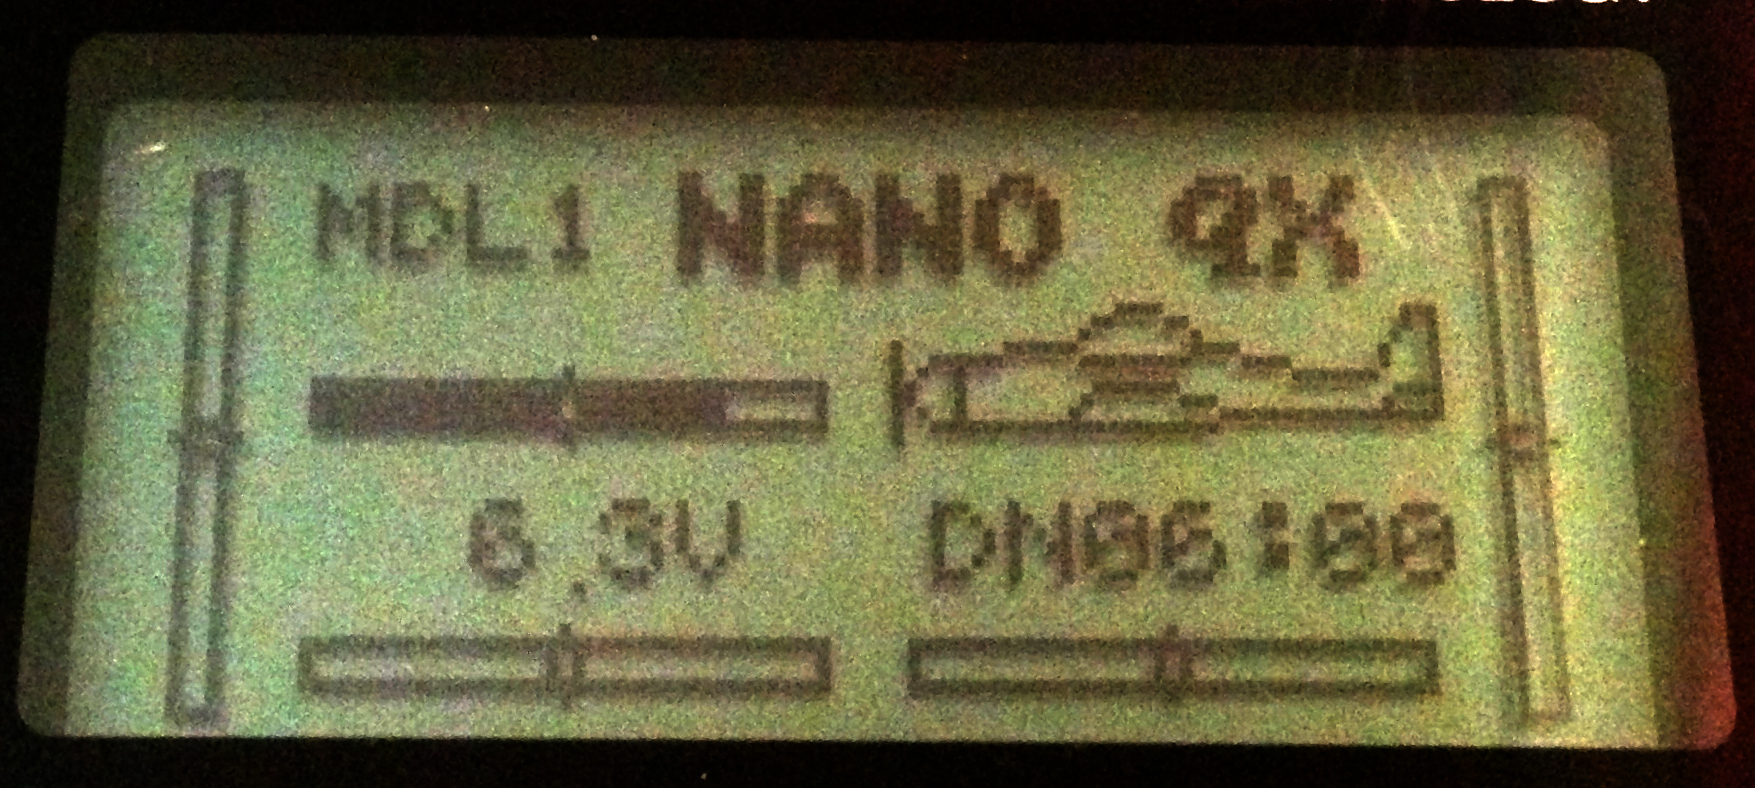 MDL1 NANO QX
6.3V DN06:00